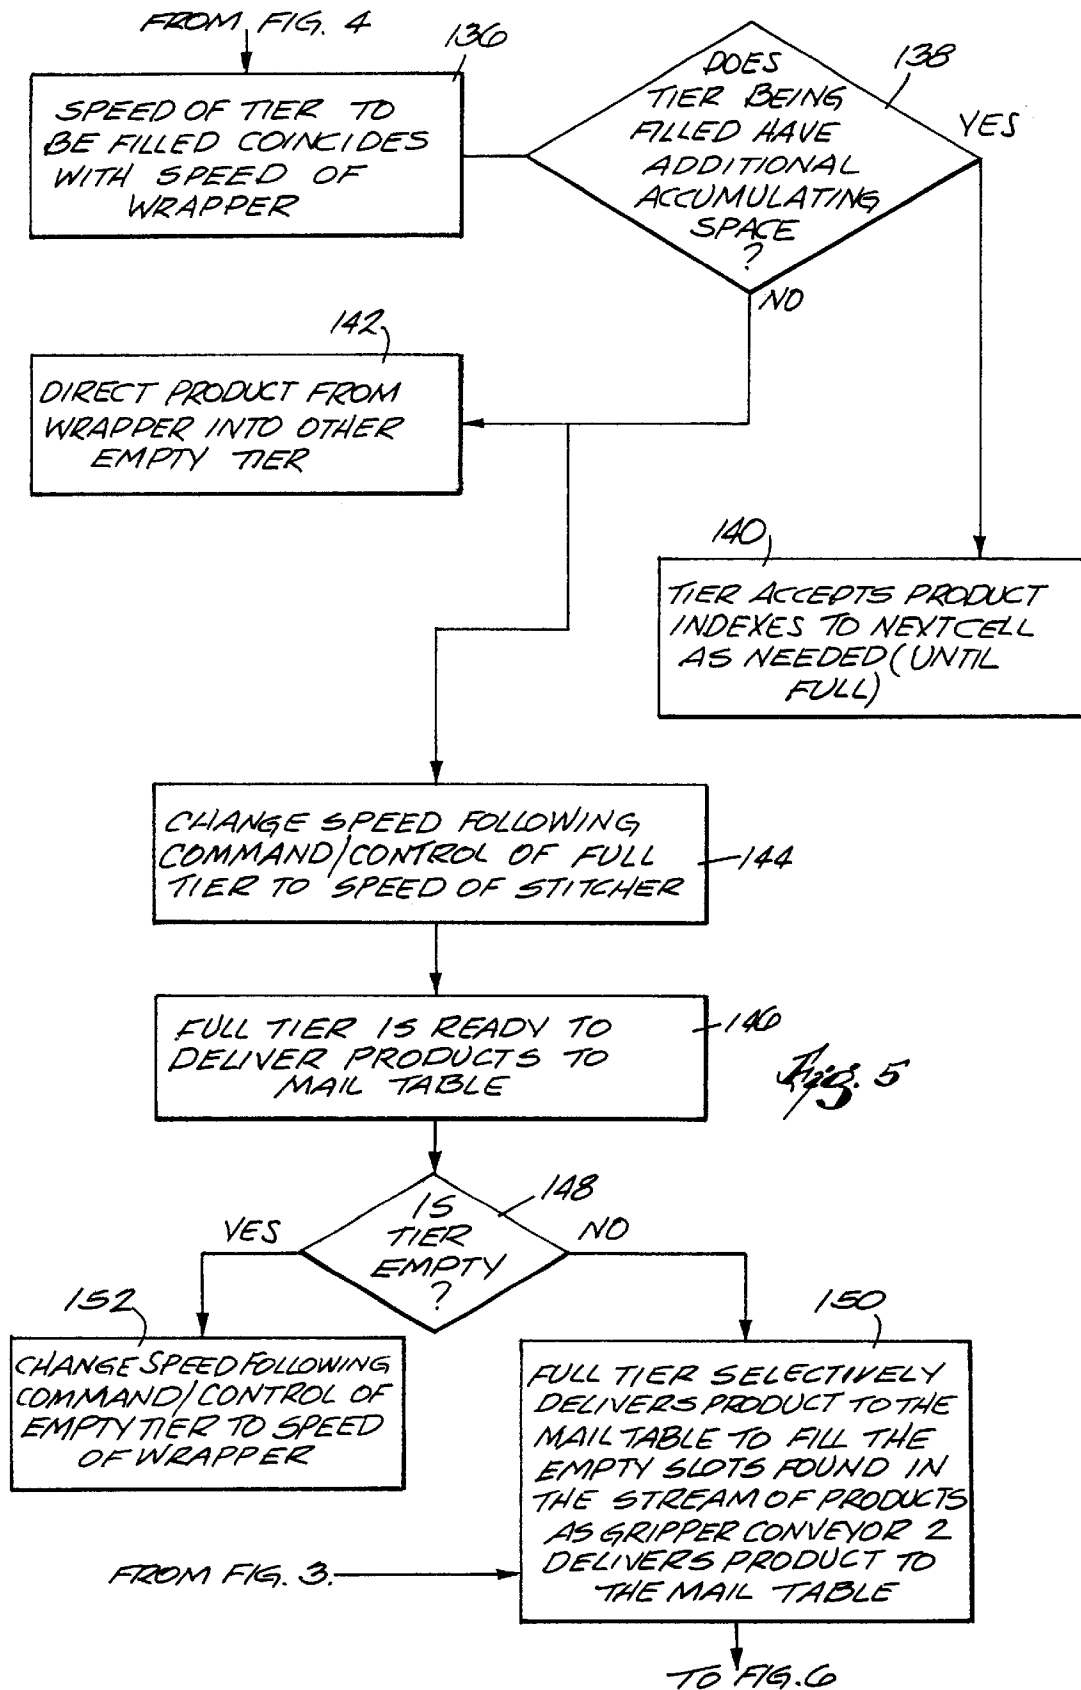 FROM FIG. 4
136
SPEED OF TIER TO
BE FILLED COINCIDES
WITH SPEED OF
WRAPPER
138
DOES
TIER BEING
FILLED HAVE
ADDITIONAL
ACCUMULATING
SPACE
?
YES
NO
142
DIRECT PRODUCT FROM
WRAPPER INTO OTHER
EMPTY TIER
140
TIER ACCEPTS PRODUCT
INDEXES TO NEXT CELL
AS NEEDED (UNTIL
FULL)
CHANGE SPEED FOLLOWING
COMMAND/CONTROL OF FULL
TIER TO SPEED OF STITCHER
144
FULL TIER IS READY TO
DELIVER PRODUCTS TO
MAIL TABLE
146
Fig. 5
148
IS
TIER
EMPTY
?
YES
NO
152
CHANGE SPEED FOLLOWING
COMMAND/CONTROL OF
EMPTY TIER TO SPEED
OF WRAPPER
150
FULL TIER SELECTIVELY
DELIVERS PRODUCT TO THE
MAIL TABLE TO FILL THE
EMPTY SLOTS FOUND IN
THE STREAM OF PRODUCTS
AS GRIPPER CONVEYOR 2
DELIVERS PRODUCT TO
THE MAIL TABLE
FROM FIG. 3.
TO FIG. 6